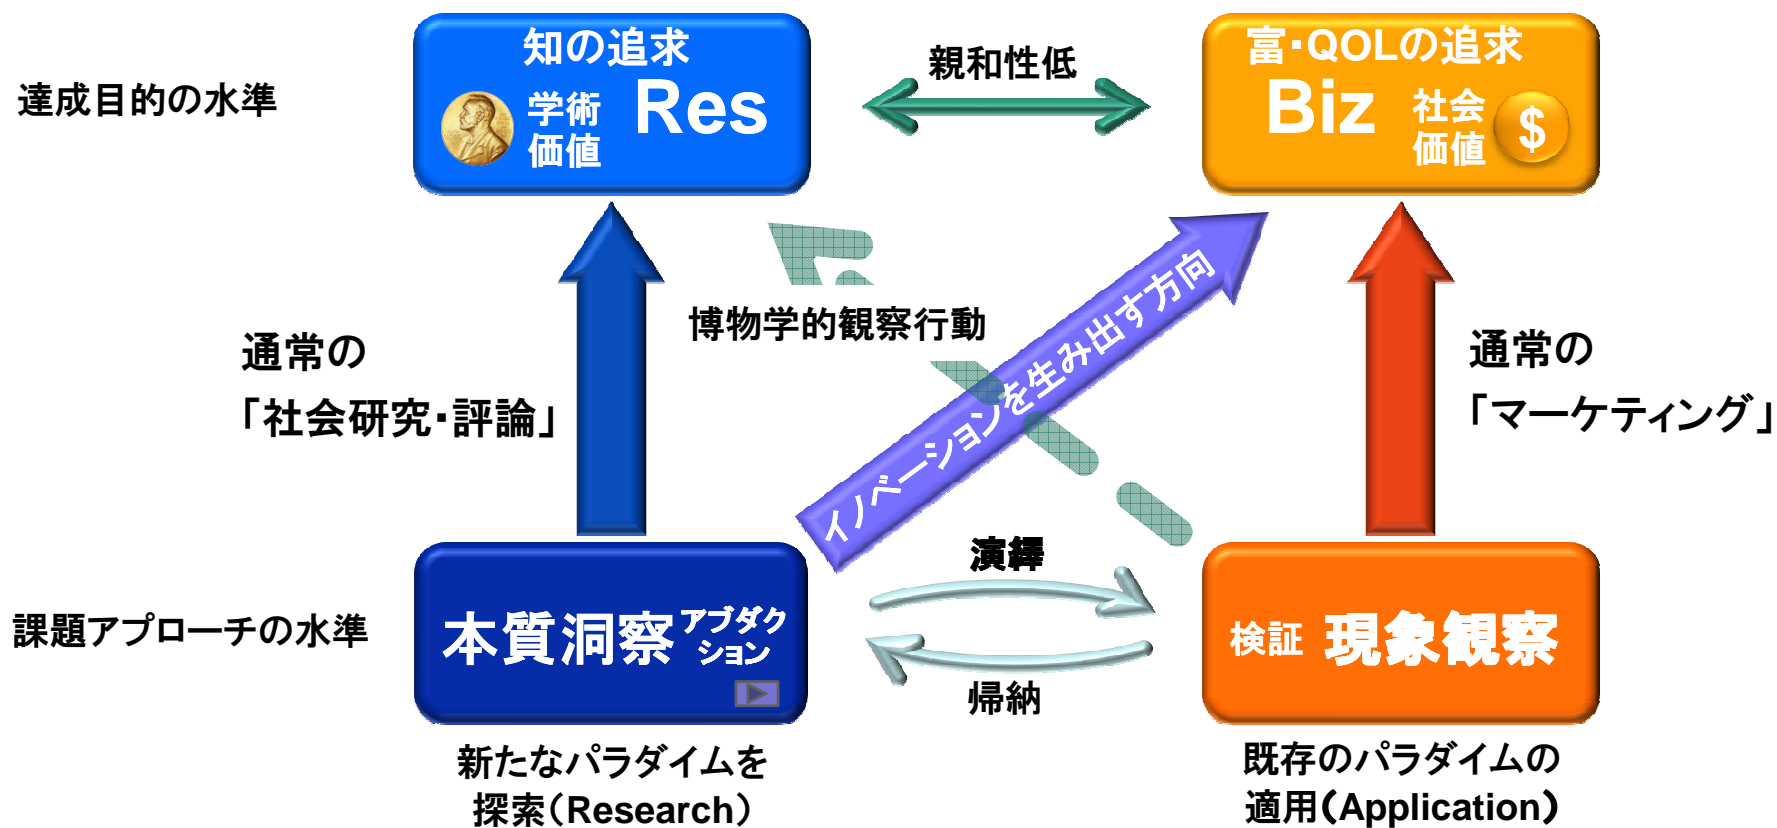 知の追求
学術
価値
Res
親和性低
富・QOLの追求
Biz
社会
価値
$
達成目的の水準
博物学的観察行動
イノベーションを生み出す方向
通常の
「社会研究・評論」
通常の
「マーケティング」
課題アプローチの水準
本質洞察
アブダク
ション
演繹
帰納
検証 現象観察
新たなパラダイムを
探索（Research）
既存のパラダイムの
適用（Application）